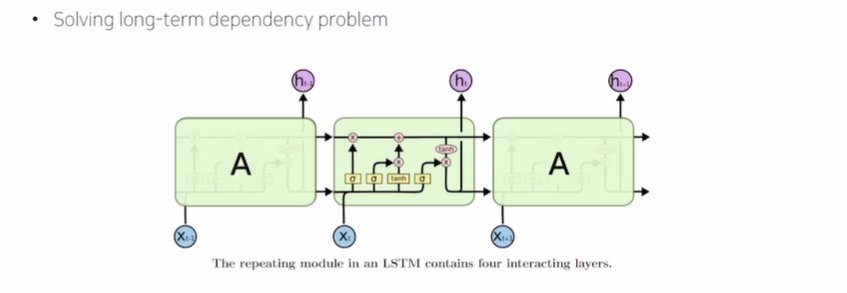 • Solving long-term dependency problem
hₜ₋₁ hₜ hₜ₊₁
A A
x + tanh x x
σ σ tanh σ
Xₜ₋₁ Xₜ Xₜ₊₁
The repeating module in an LSTM contains four interacting layers.